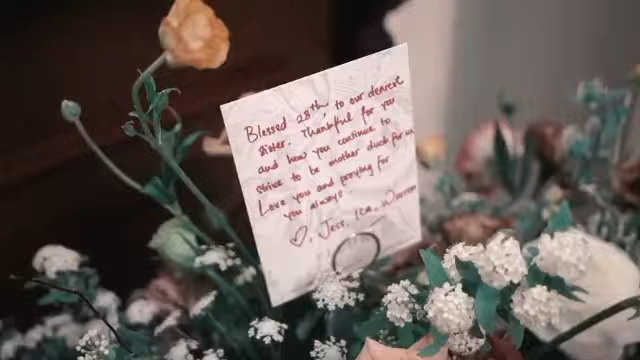 Blessed 28th, to our dearest
sister. Thankful for you
and how you continue to
strive to be mother duck for us
Love you and praying for
you always.
♡, Jess, Ica, Warren